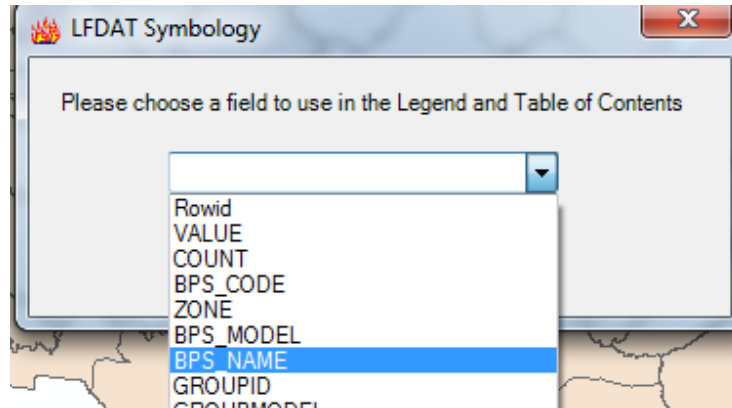 LFDAT Symbology
Please choose a field to use in the Legend and Table of Contents
Rowid
VALUE
COUNT
BPS_CODE
ZONE
BPS_MODEL
BPS_NAME
GROUPID